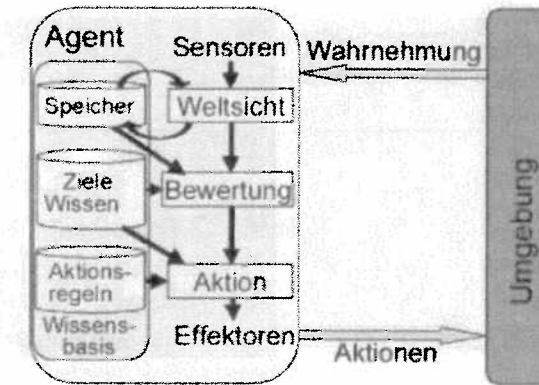 Agent
Sensoren
Wahrnehmung
Speicher
Weltsicht
Ziele
Wissen
Bewertung
Umgebung
Aktions-
regeln
Aktion
Wissens-
basis
Effektoren
Aktionen